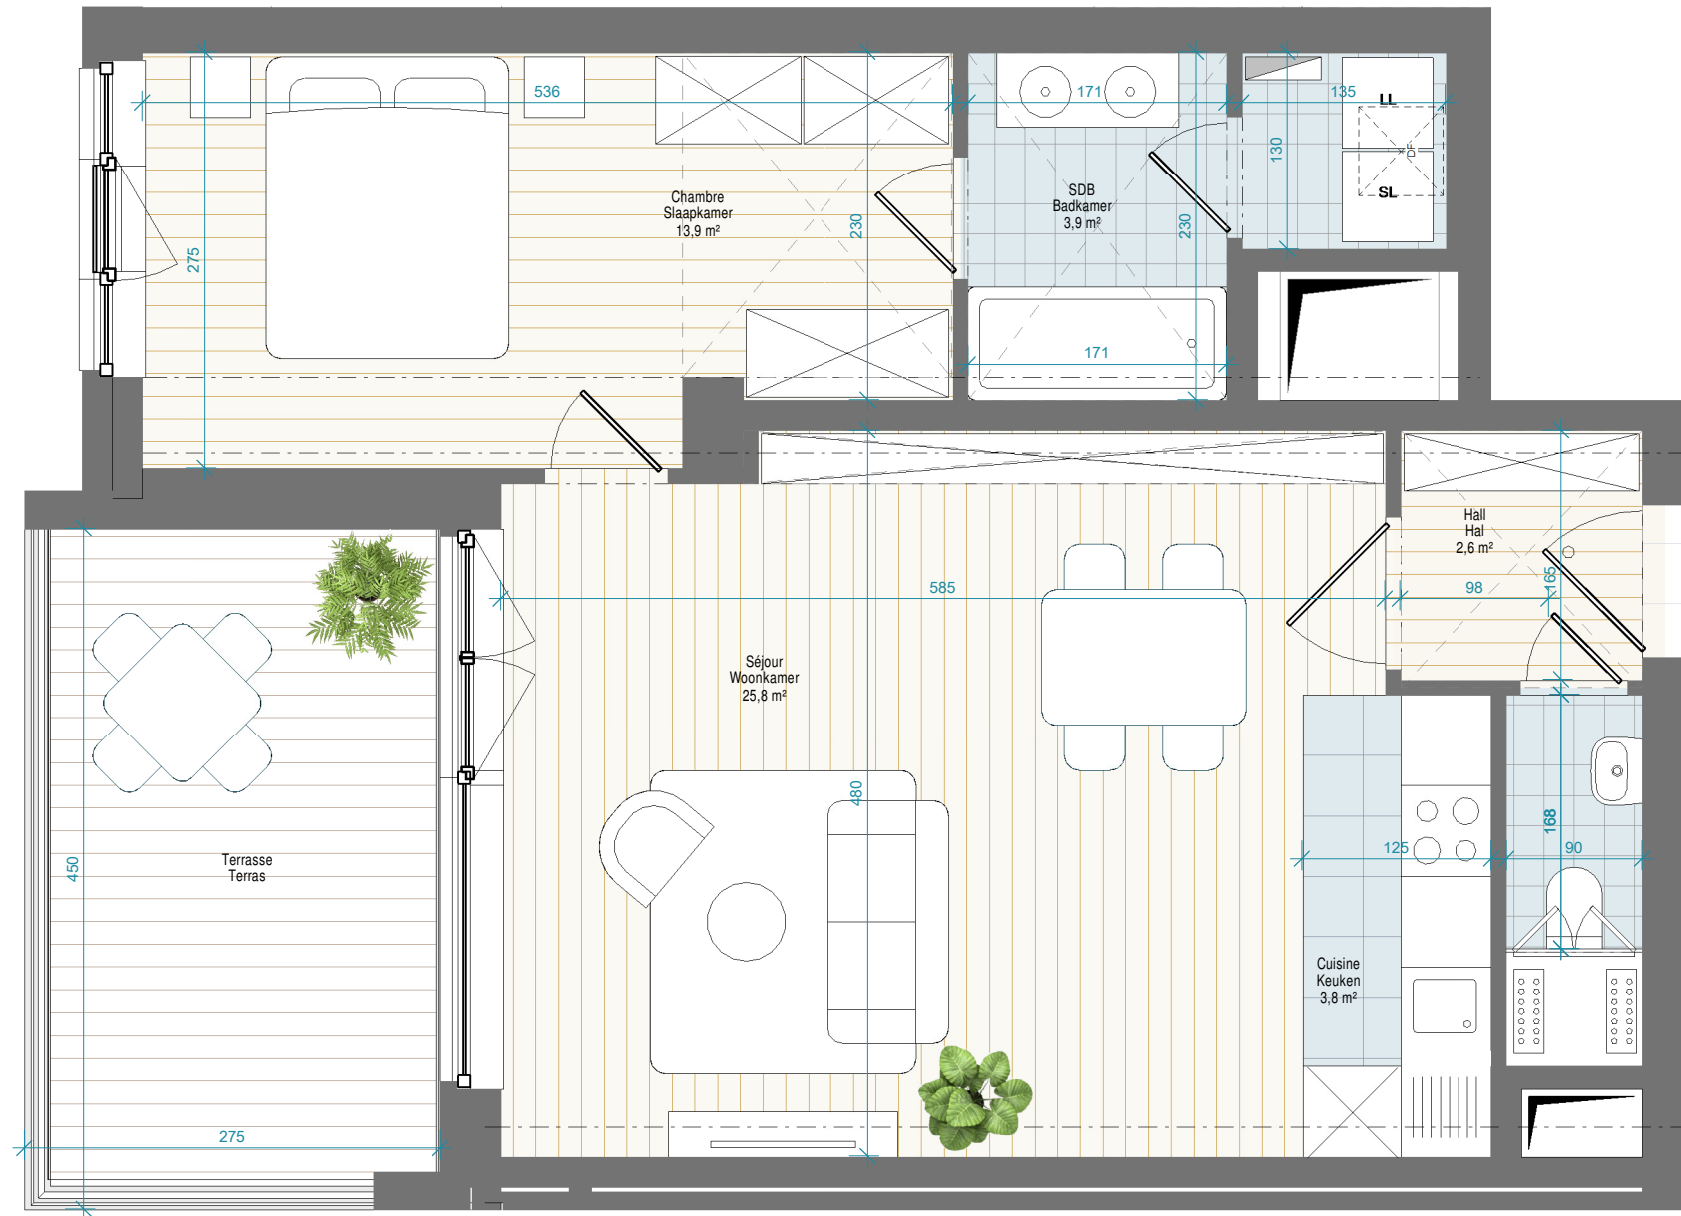 536
171
135
LL
DF
SL
130
Chambre
Slaapkamer
13,9 m²
SDB
Badkamer
3,9 m²
230
230
275
171
Hall
Hal
2,6 m²
585
98
165
Séjour
Woonkamer
25,8 m²
480
450
Terrasse
Terras
125
168
90
Cuisine
Keuken
3,8 m²
275